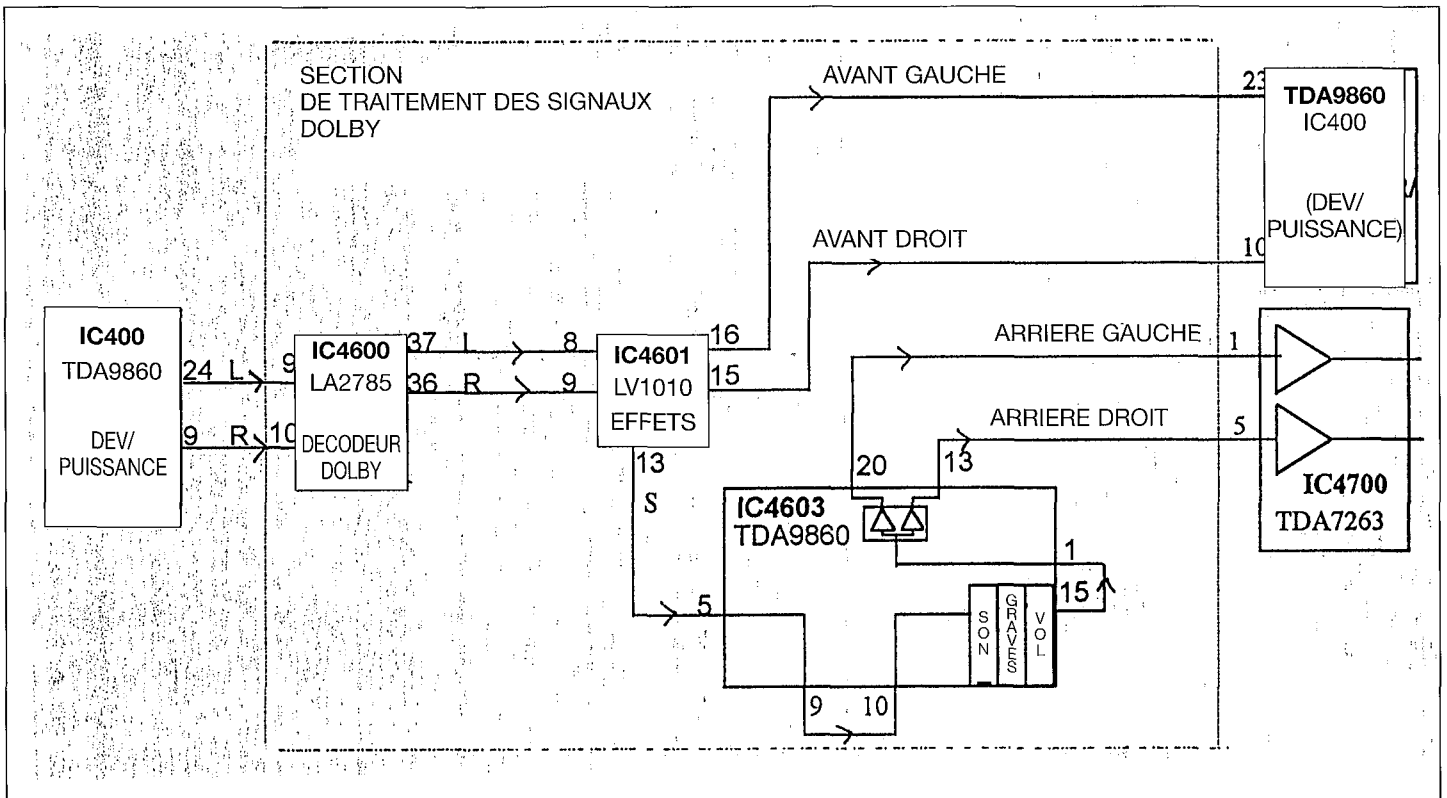 SECTION
DE TRAITEMENT DES SIGNAUX
DOLBY
AVANT GAUCHE
23
TDA9860
IC400
(DEV/
PUISSANCE)
AVANT DROIT
10
IC400
TDA9860
DEV/
PUISSANCE
24 L
9 R
9
10
IC4600
LA2785
DECODEUR
DOLBY
37 L
36 R
8
9
IC4601
LV1010
EFFETS
16
15
13
S
ARRIERE GAUCHE
1
ARRIERE DROIT
5
IC4700
TDA7263
20
13
IC4603
TDA9860
1
15
5
SON
GRAVES
VOL
9
10